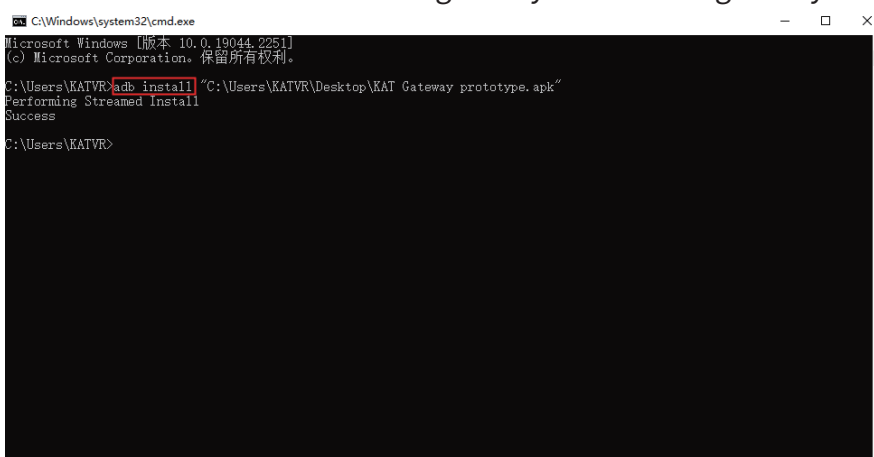 C:\Windows\system32\cmd.exe
Microsoft Windows [版本 10.0.19044.2251]
(c) Microsoft Corporation。保留所有权利。
C:\Users\KATVR>adb install "C:\Users\KATVR\Desktop\KAT Gateway prototype.apk"
Performing Streamed Install
Success
C:\Users\KATVR>